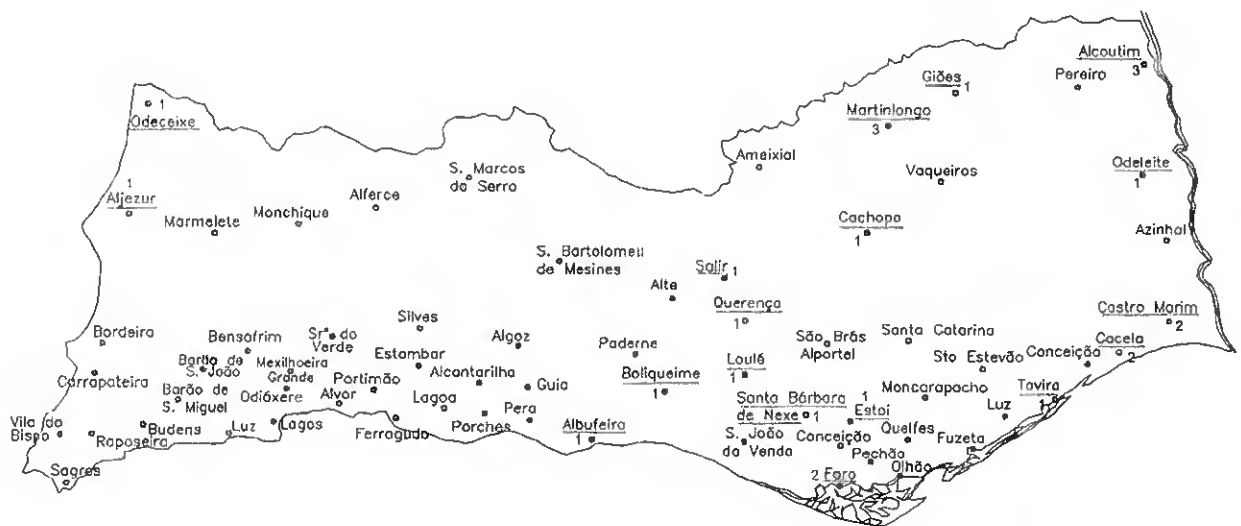 Alcoutim
3
Giões
1
Pereiro
1
Odeceixe
Martinlongo
3
Ameixial
S. Marcos
da Serra
Vaqueiros
Odeleite
1
1
Aljezur
Alferce
Monchique
Marmelete
Cachopo
1
Azinhal
S. Bartolomeu
de Mesines
Salir
1
Alte
Querença
1
Castro Marim
2
Silves
Bordeira
Bensafrim
Srª do
Verde
Algoz
Paderne
São Brás
Alportel
Santa Catarina
Cacela
2
Conceição
Sto Estevão
Barão de
S. João
Mexilhoeira
Grande
Estombar
Loulé
1
Carrapateira
Alcantarilha
Guia
Boliqueime
1
Barão de
S. Miguel
Odiáxere
Portimão
Alvor
Lagoa
Moncarapacho
Tavira
1
Santa Bárbara
de Nexe
1
1
Estoi
Luz
Vila do
Bispo
Raposeira
Budens
Luz
Lagos
Ferragudo
Porches
Pera
Albufeira
1
S. João
da Venda
Conceição
Quelfes
Fuzeta
Pechão
Olhão
Sagres
2
Faro